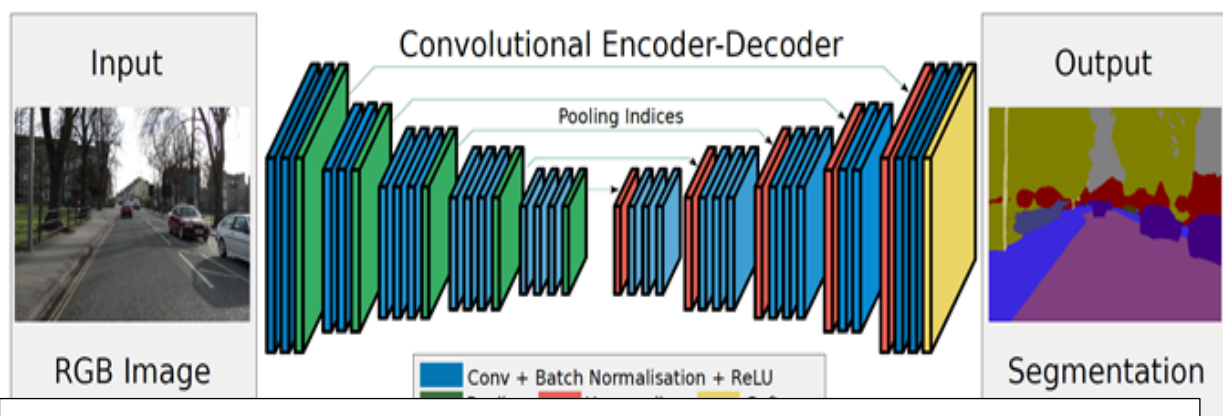 Convolutional Encoder-Decoder
Input
Output
Pooling Indices
RGB Image
Segmentation
Conv + Batch Normalisation + ReLU